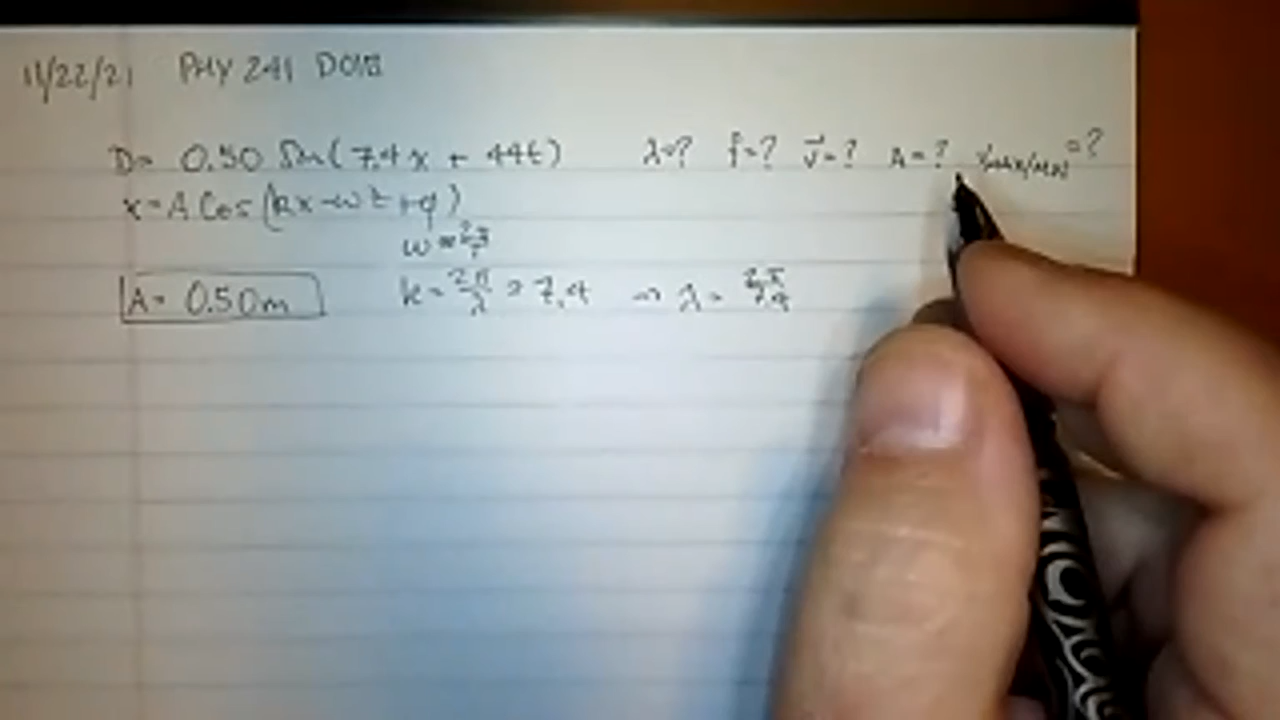 11/22/21 PHY 241 D01B
D= 0.50 Sin(7.4x + 44t) λ=? f=? v⃗=? A=? =?
x=A Cos(kx-ωt+φ)
ω=2π/T
A= 0.50m k=2π/λ=7.4 → λ=2π/7.4